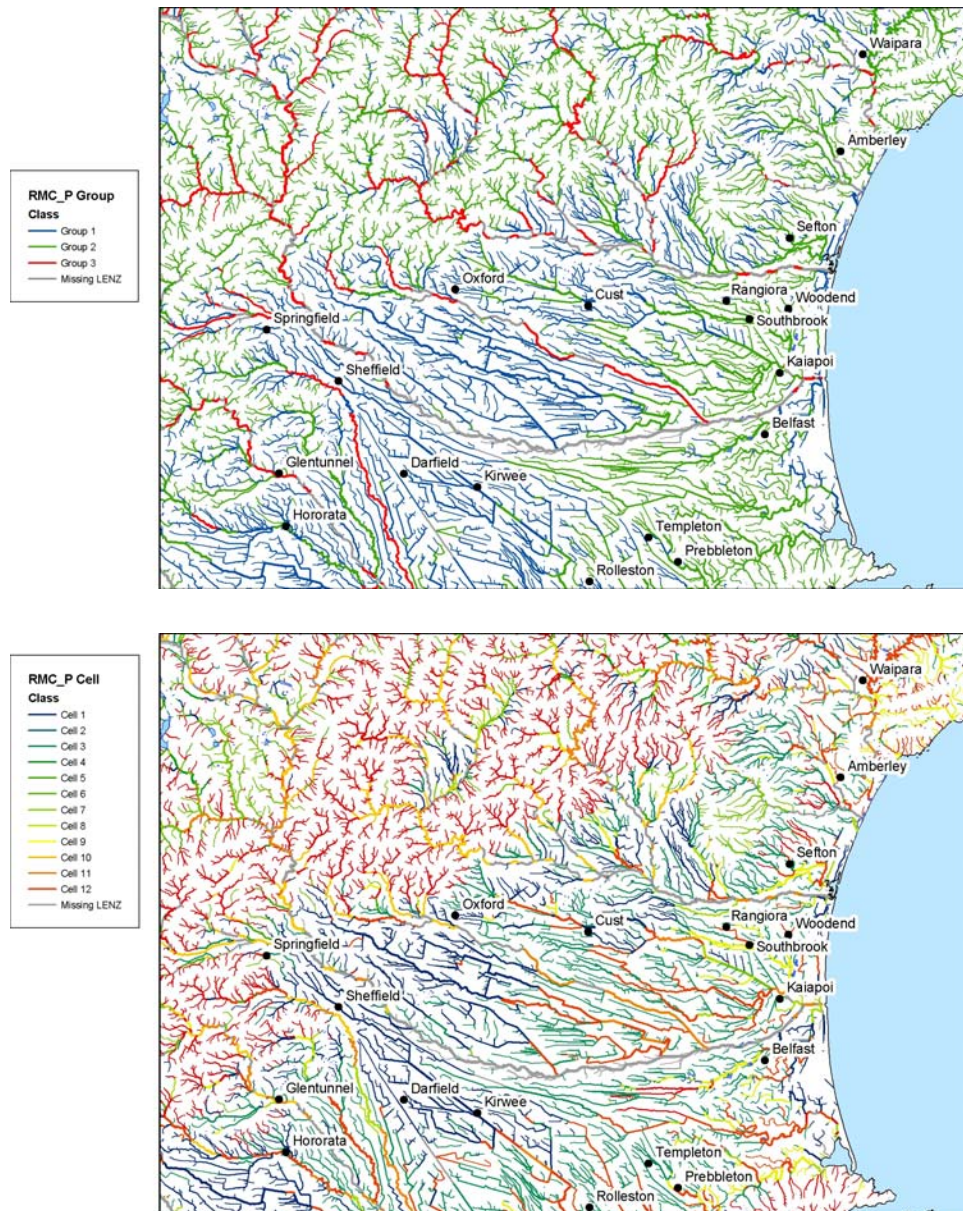 RMC_P Group
Class
Group 1
Group 2
Group 3
Missing LENZ
Waipara
Amberley
Sefton
Oxford
Cust
Rangiora
Woodend
Southbrook
Springfield
Sheffield
Kaiapoi
Belfast
Glentunnel
Darfield
Kirwee
Hororata
Templeton
Prebbleton
Rolleston
RMC_P Cell
Class
Cell 1
Cell 2
Cell 3
Cell 4
Cell 5
Cell 6
Cell 7
Cell 8
Cell 9
Cell 10
Cell 11
Cell 12
Missing LENZ
Waipara
Amberley
Sefton
Oxford
Cust
Rangiora
Woodend
Southbrook
Springfield
Sheffield
Kaiapoi
Belfast
Glentunnel
Darfield
Kirwee
Hororata
Templeton
Prebbleton
Rolleston